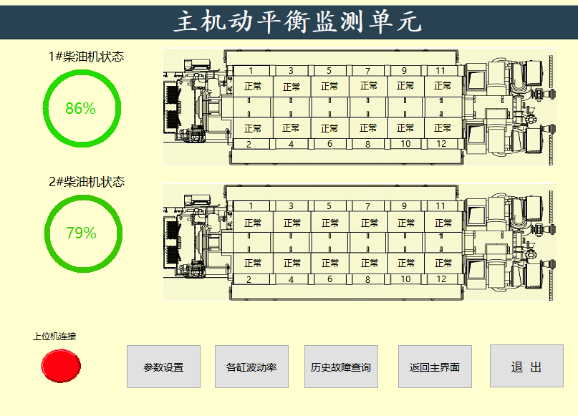 主机动平衡监测单元
1#柴油机状态
86%
1 3 5 7 9 11
正常 正常 正常 正常 正常 正常
正常 正常 正常 正常 正常 正常
2 4 6 8 10 12
2#柴油机状态
79%
1 3 5 7 9 11
正常 正常 正常 正常 正常 正常
正常 正常 正常 正常 正常 正常
2 4 6 8 10 12
上位机连接
参数设置 各缸波动率 历史故障查询 返回主界面 退 出